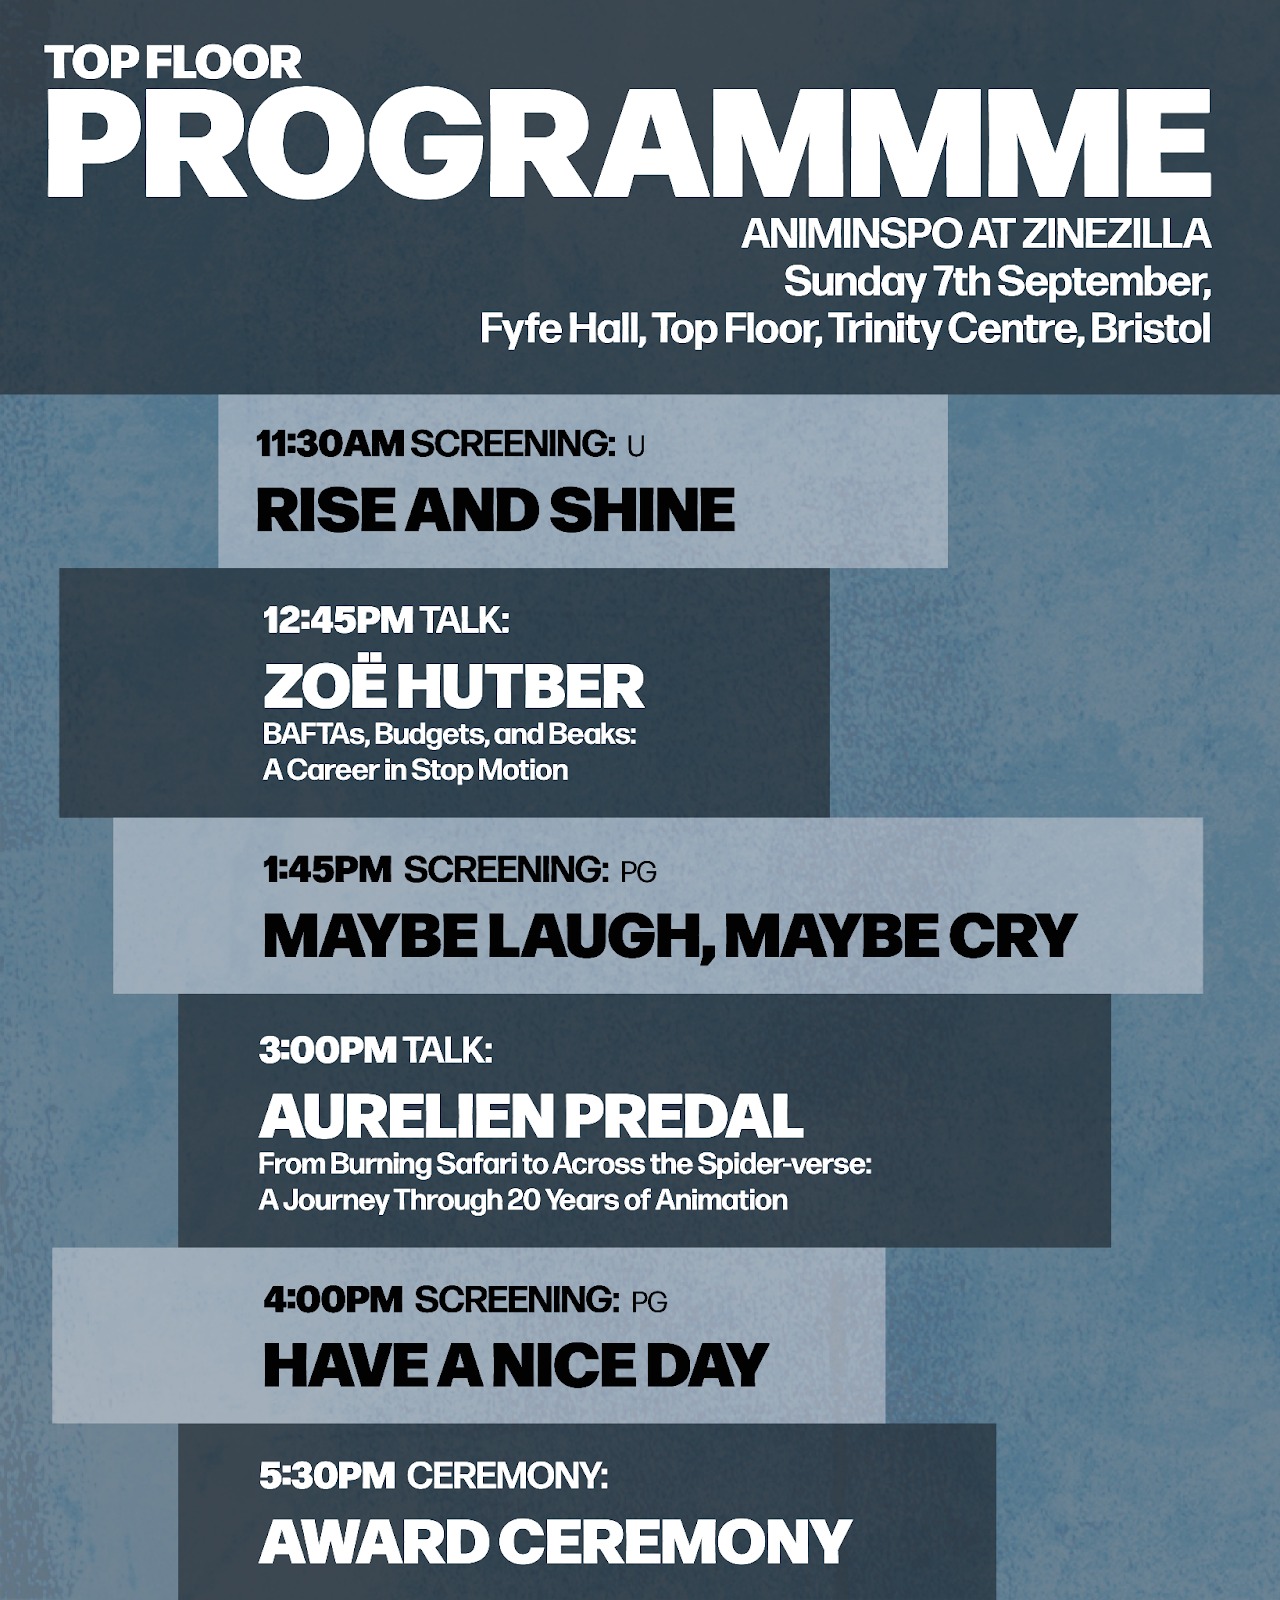 TOP FLOOR
PROGRAMMME
ANIMINSPO AT ZINEZILLA
Sunday 7th September,
Fyfe Hall, Top Floor, Trinity Centre, Bristol
11:30AM SCREENING: U
RISE AND SHINE
12:45PM TALK:
ZOË HUTBER
BAFTAs, Budgets, and Beaks:
A Career in Stop Motion
1:45PM SCREENING: PG
MAYBE LAUGH, MAYBE CRY
3:00PM TALK:
AURELIEN PREDAL
From Burning Safari to Across the Spider-verse:
A Journey Through 20 Years of Animation
4:00PM SCREENING: PG
HAVE A NICE DAY
5:30PM CEREMONY:
AWARD CEREMONY